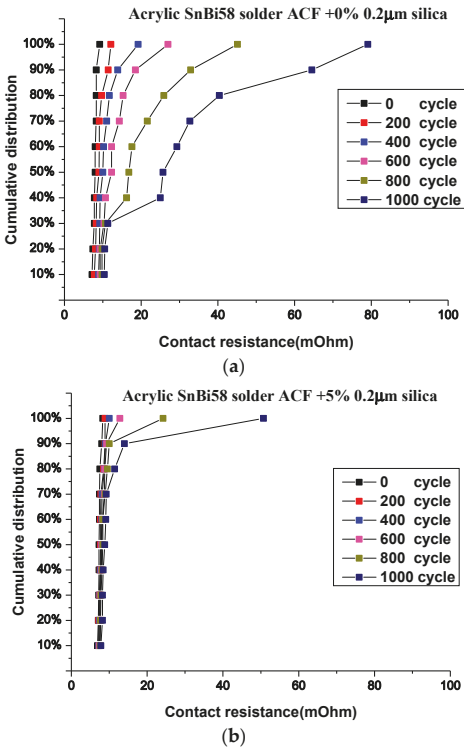 Acrylic SnBi58 solder ACF +0% 0.2μm silica
100%
90%
80%
70%
60%
50%
40%
30%
20%
10%
Cumulative distribution
0 cycle
200 cycle
400 cycle
600 cycle
800 cycle
1000 cycle
0 20 40 60 80 100
Contact resistance(mOhm)
(a)
Acrylic SnBi58 solder ACF +5% 0.2μm silica
100%
90%
80%
70%
60%
50%
40%
30%
20%
10%
Cumulative distribution
0 cycle
200 cycle
400 cycle
600 cycle
800 cycle
1000 cycle
0 20 40 60 80 100
Contact resistance(mOhm)
(b)